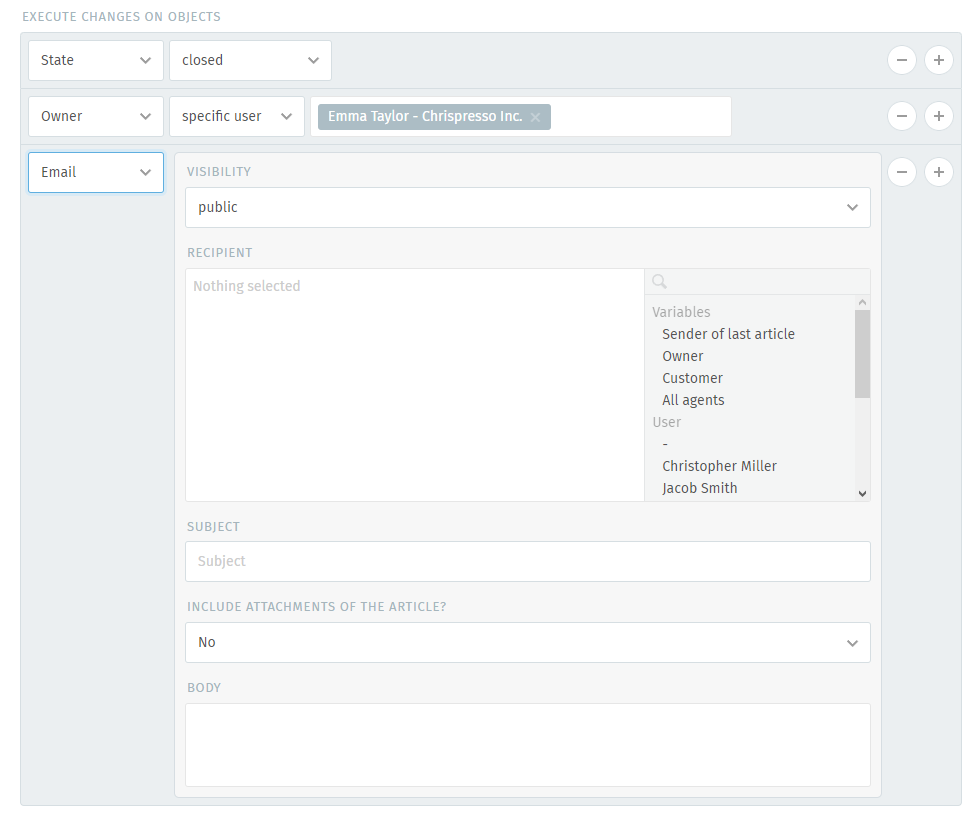 EXECUTE CHANGES ON OBJECTS
State closed
Owner specific user Emma Taylor - Chrispresso Inc. ×
Email
VISIBILITY
public
RECIPIENT
Nothing selected
Variables
Sender of last article
Owner
Customer
All agents
User
-
Christopher Miller
Jacob Smith
SUBJECT
Subject
INCLUDE ATTACHMENTS OF THE ARTICLE?
No
BODY